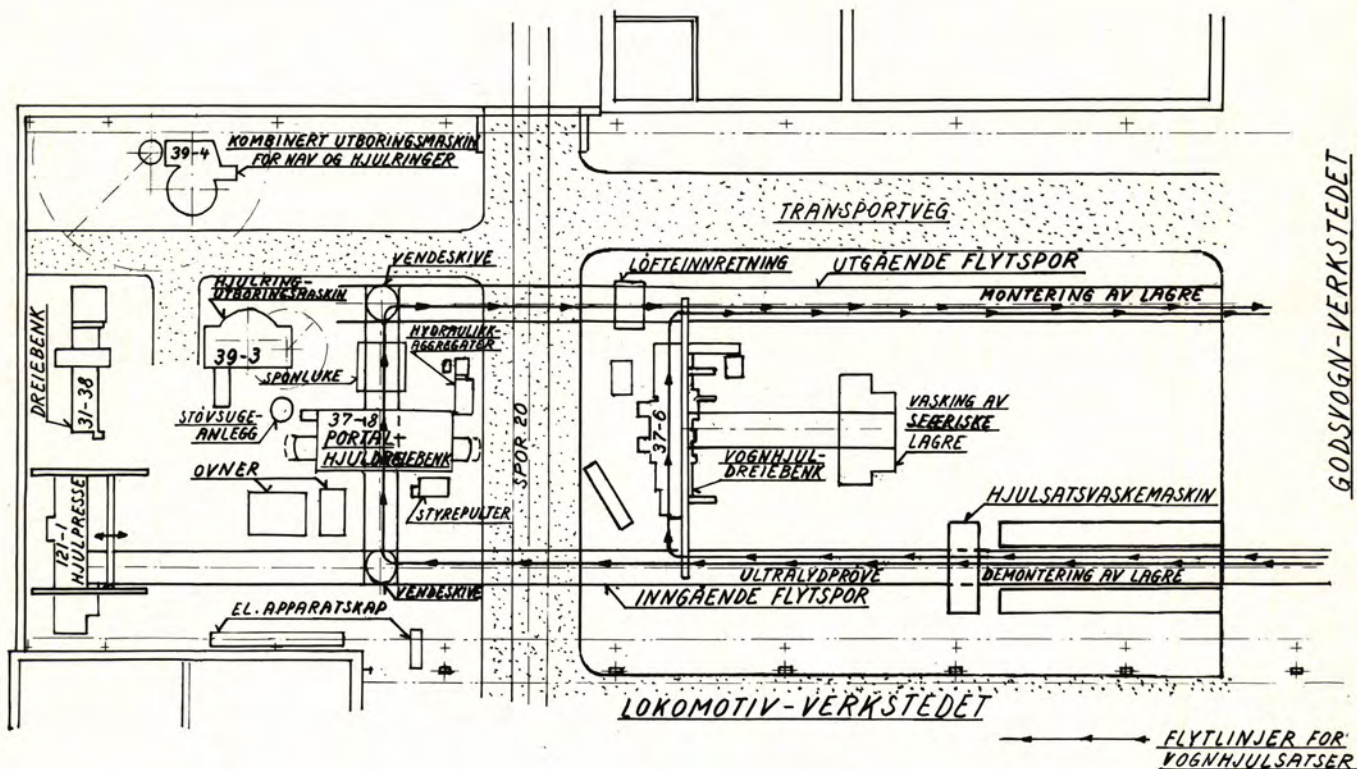 39-4
KOMBINERT UTBORINGSMASKIN
FOR NAV OG HJULRINGER
TRANSPORTVEG
GODSVOGN-VERKSTEDET
VENDESKIVE
LØFTEINNRETNING
UTGÅENDE FLYTSPOR
HJULRING-
UTBORINGSMASKIN
MONTERING AV LAGRE
HYDRAULIKK-
AGGREGATER
39-3
SPONLUKE
DREIEBENK
31-38
STØVSUGE-
ANLEGG
37-18
PORTAL-
HJULDREIEBENK
SPOR 20
37-6
VASKING AV
SFÆRISKE
LAGRE
VOGNHJUL-
DREIEBENK
OVNER
STYREPULTER
HJULSATSVASKEMASKIN
121-1
HJULPRESSE
ULTRALYDPRØVE
DEMONTERING AV LAGRE
VENDESKIVE
INNGÅENDE FLYTSPOR
EL. APPARATSKAP
LOKOMOTIV-VERKSTEDET
FLYTLINJER FOR
VOGNHJULSATSER